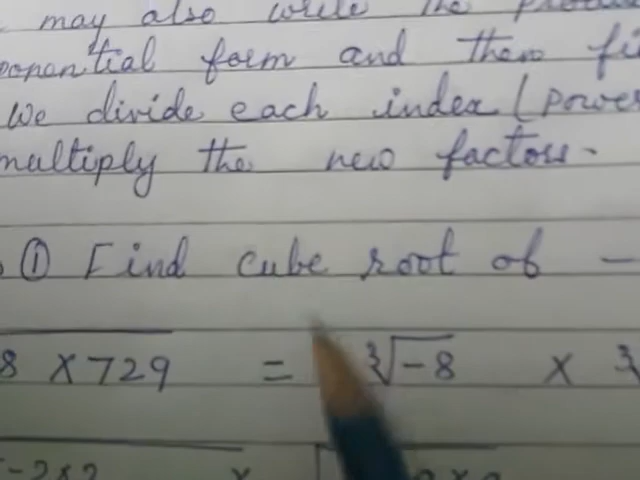 may also write the
form and then
We divide each index (power
multiply the new factors.
① Find cube root of -
8 × 729 = ∛-8 × 3